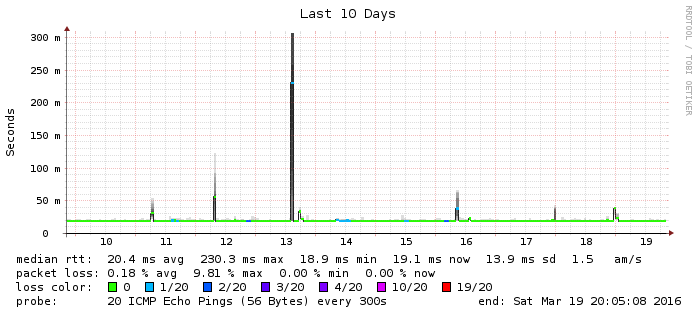 Last 10 Days
RRDTOOL / TOBI OETIKER
Seconds
300 m
250 m
200 m
150 m
100 m
50 m
0
10 11 12 13 14 15 16 17 18 19
median rtt: 20.4 ms avg 230.3 ms max 18.9 ms min 19.1 ms now 13.9 ms sd 1.5 am/s
packet loss: 0.18 % avg 9.81 % max 0.00 % min 0.00 % now
loss color: 0 1/20 2/20 3/20 4/20 10/20 19/20
probe: 20 ICMP Echo Pings (56 Bytes) every 300s end: Sat Mar 19 20:05:08 2016